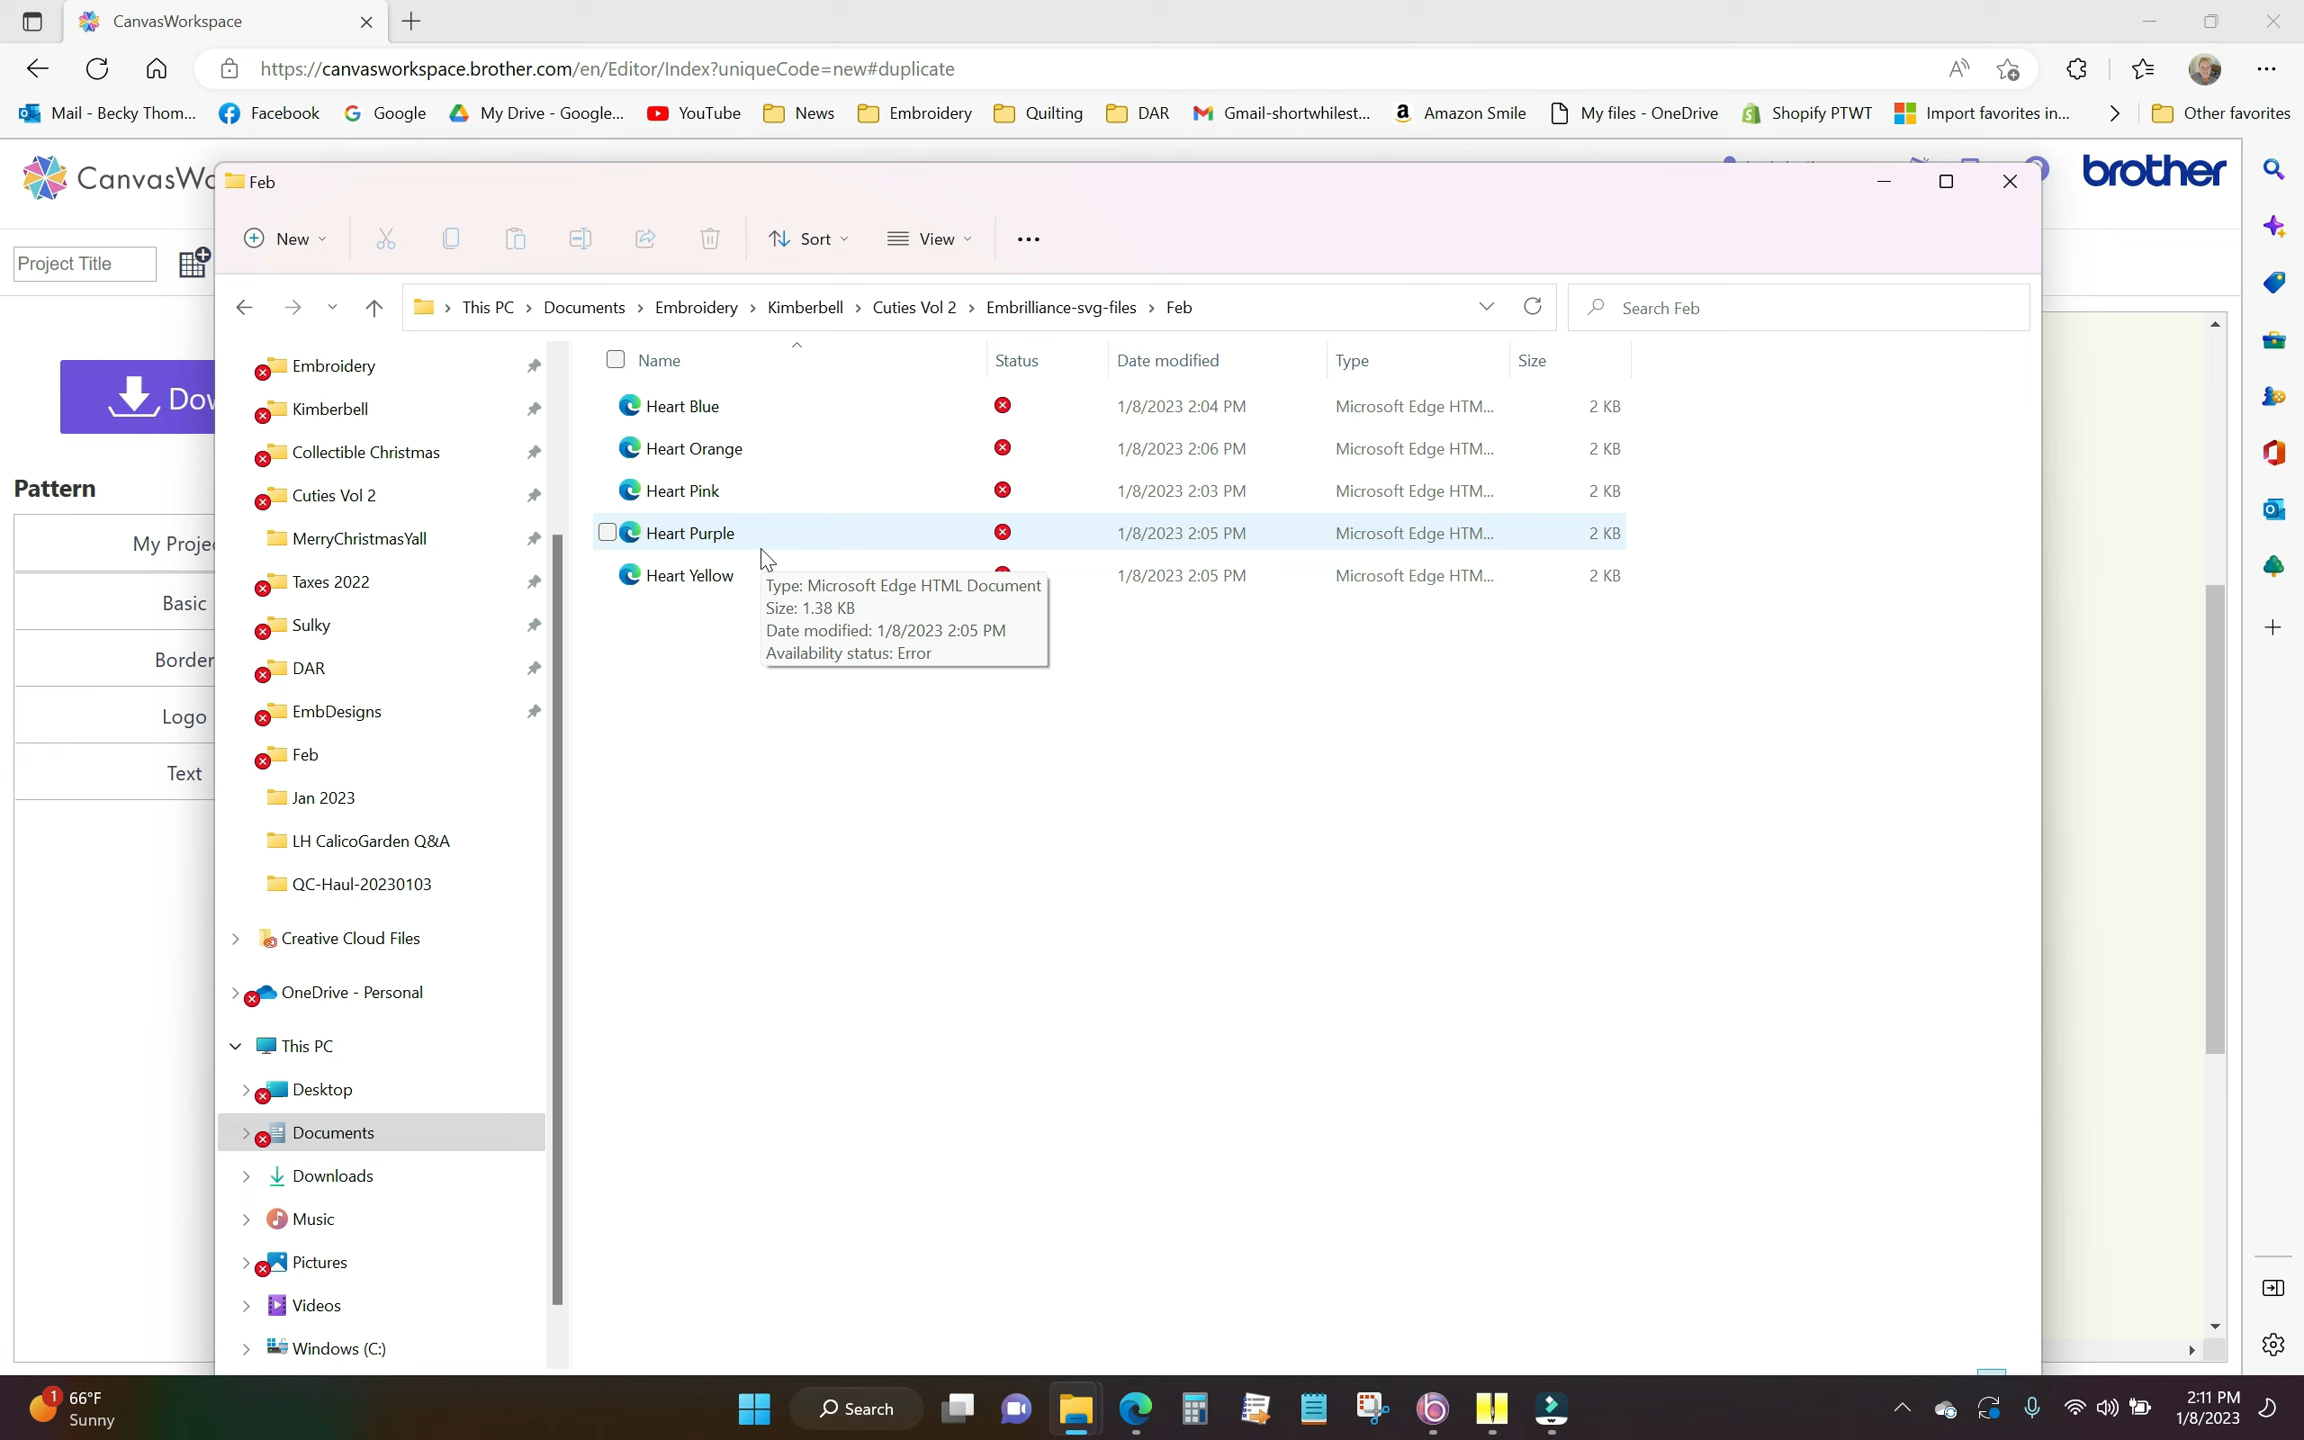 CanvasWorkspace
https://canvasworkspace.brother.com/en/Editor/Index?uniqueCode=new#duplicate
Mail - Becky Thom...
Facebook
Google
My Drive - Google...
YouTube
News
Embroidery
Quilting
DAR
Gmail-shortwhilest...
Amazon Smile
My files - OneDrive
Shopify PTWT
Import favorites in...
Other favorites
CanvasWo
brother
Project Title
Dow
Pattern
My Projec
Basic
Border
Logo
Text
Feb
New
Sort
View
This PC > Documents > Embroidery > Kimberbell > Cuties Vol 2 > Embrilliance-svg-files > Feb
Search Feb
Embroidery
Kimberbell
Collectible Christmas
Cuties Vol 2
MerryChristmasYall
Taxes 2022
Sulky
DAR
EmbDesigns
Feb
Jan 2023
LH CalicoGarden Q&A
QC-Haul-20230103
Creative Cloud Files
OneDrive - Personal
This PC
Desktop
Documents
Downloads
Music
Pictures
Videos
Windows (C:)
Name Status Date modified Type Size
Heart Blue 1/8/2023 2:04 PM Microsoft Edge HTM... 2 KB
Heart Orange 1/8/2023 2:06 PM Microsoft Edge HTM... 2 KB
Heart Pink 1/8/2023 2:03 PM Microsoft Edge HTM... 2 KB
Heart Purple 1/8/2023 2:05 PM Microsoft Edge HTM... 2 KB
Heart Yellow 1/8/2023 2:05 PM Microsoft Edge HTM... 2 KB
Type: Microsoft Edge HTML Document
Size: 1.38 KB
Date modified: 1/8/2023 2:05 PM
Availability status: Error
1
66°F
Sunny
Search
2:11 PM
1/8/2023